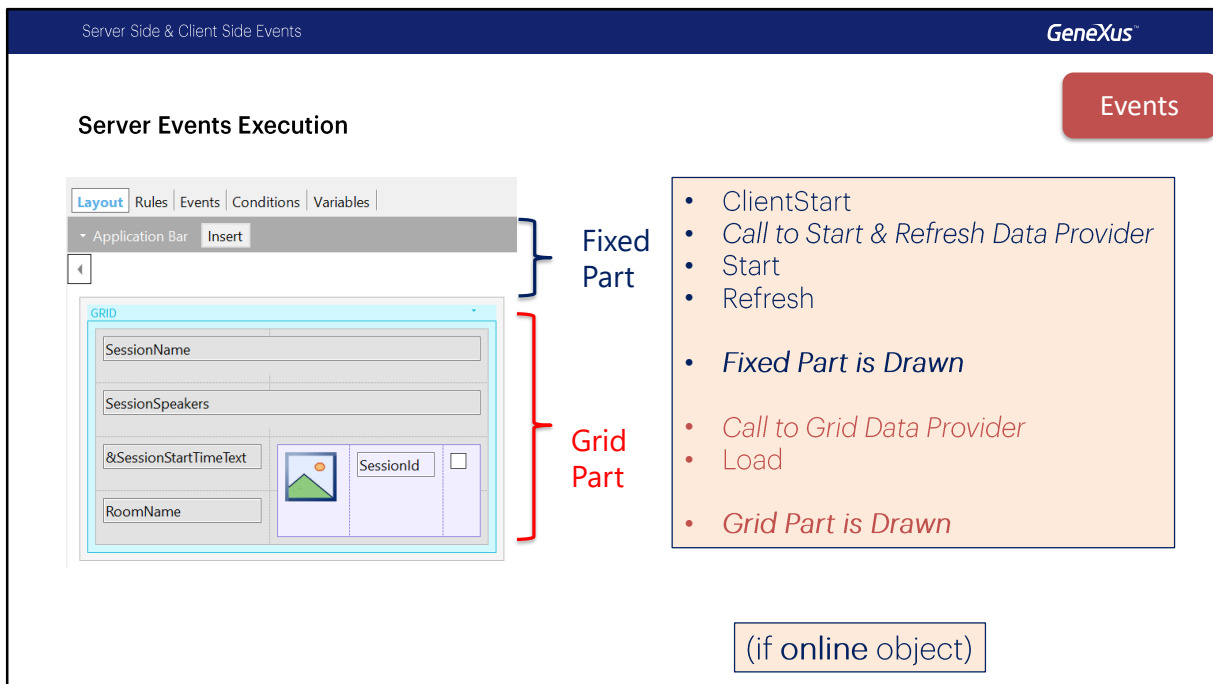 Server Side & Client Side Events
GeneXus™
Events
Server Events Execution
Layout Rules Events Conditions Variables
Application Bar Insert
GRID
SessionName
SessionSpeakers
&SessionStartTimeText
SessionId
RoomName
Fixed
Part
Grid
Part
• ClientStart
• Call to Start & Refresh Data Provider
• Start
• Refresh
• Fixed Part is Drawn
• Call to Grid Data Provider
• Load
• Grid Part is Drawn
(if online object)